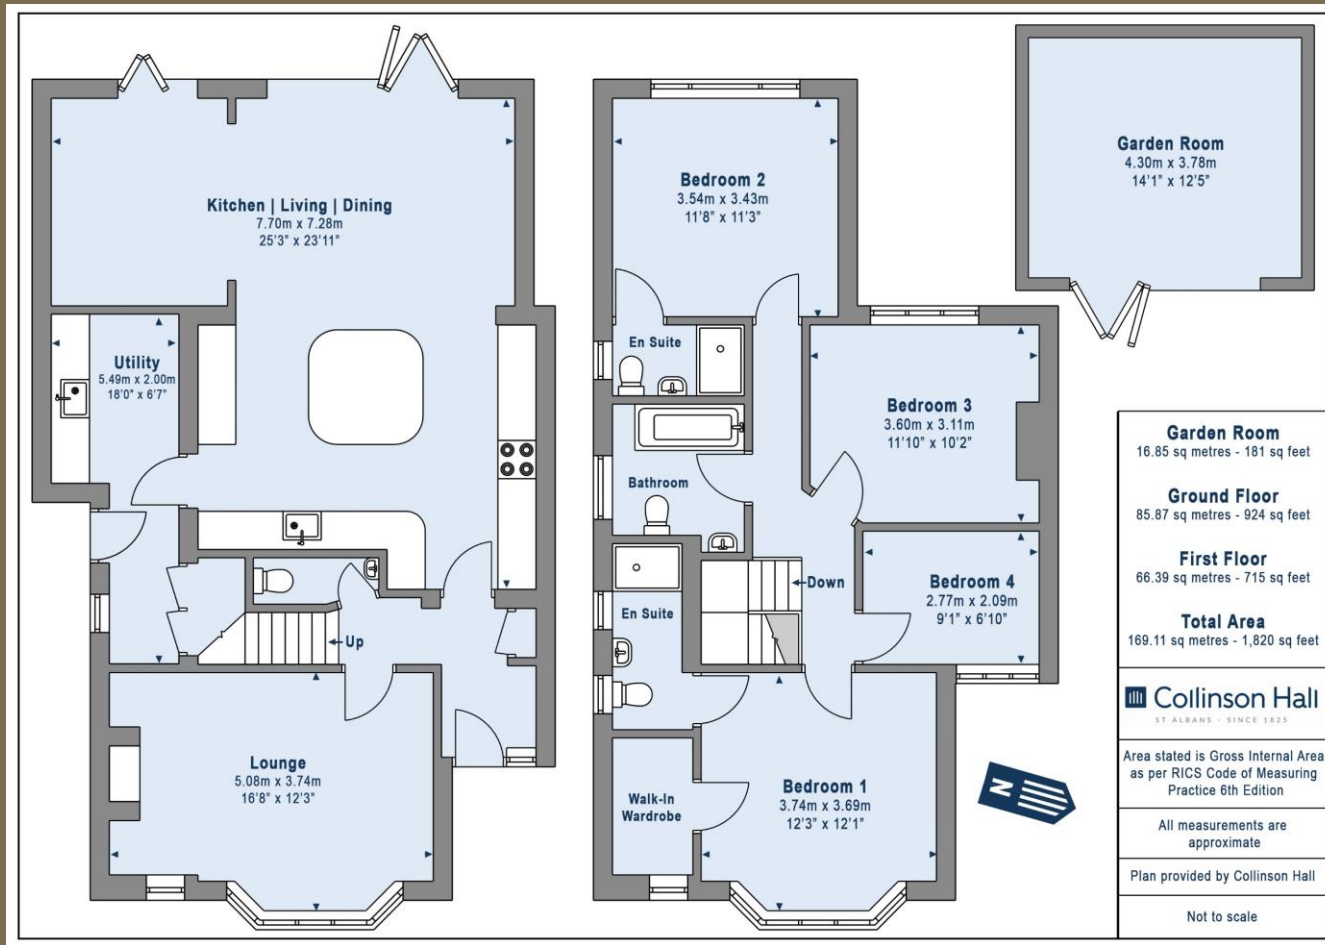 Kitchen | Living | Dining
7.70m x 7.28m
25'3" x 23'11"
Utility
5.49m x 2.00m
18'0" x 6'7"
Up
Lounge
5.08m x 3.74m
16'8" x 12'3"
Bedroom 2
3.54m x 3.43m
11'8" x 11'3"
En Suite
Bathroom
Bedroom 3
3.60m x 3.11m
11'10" x 10'2"
Down
Bedroom 4
2.77m x 2.09m
9'1" x 6'10"
En Suite
Walk-In
Wardrobe
Bedroom 1
3.74m x 3.69m
12'3" x 12'1"
Garden Room
4.30m x 3.78m
14'1" x 12'5"
N
Garden Room
16.85 sq metres - 181 sq feet
Ground Floor
85.87 sq metres - 924 sq feet
First Floor
66.39 sq metres - 715 sq feet
Total Area
169.11 sq metres - 1,820 sq feet
Collinson Hall
ST ALBANS - SINCE 1825
Area stated is Gross Internal Area
as per RICS Code of Measuring
Practice 6th Edition
All measurements are
approximate
Plan provided by Collinson Hall
Not to scale